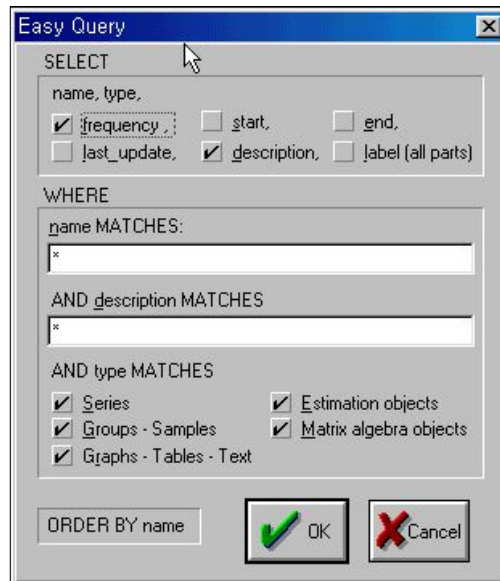 Easy Query
SELECT
name, type,
frequency , start, end,
last_update, description, label (all parts)
WHERE
name MATCHES:
*
AND description MATCHES
*
AND type MATCHES
Series Estimation objects
Groups - Samples Matrix algebra objects
Graphs - Tables - Text
ORDER BY name OK Cancel